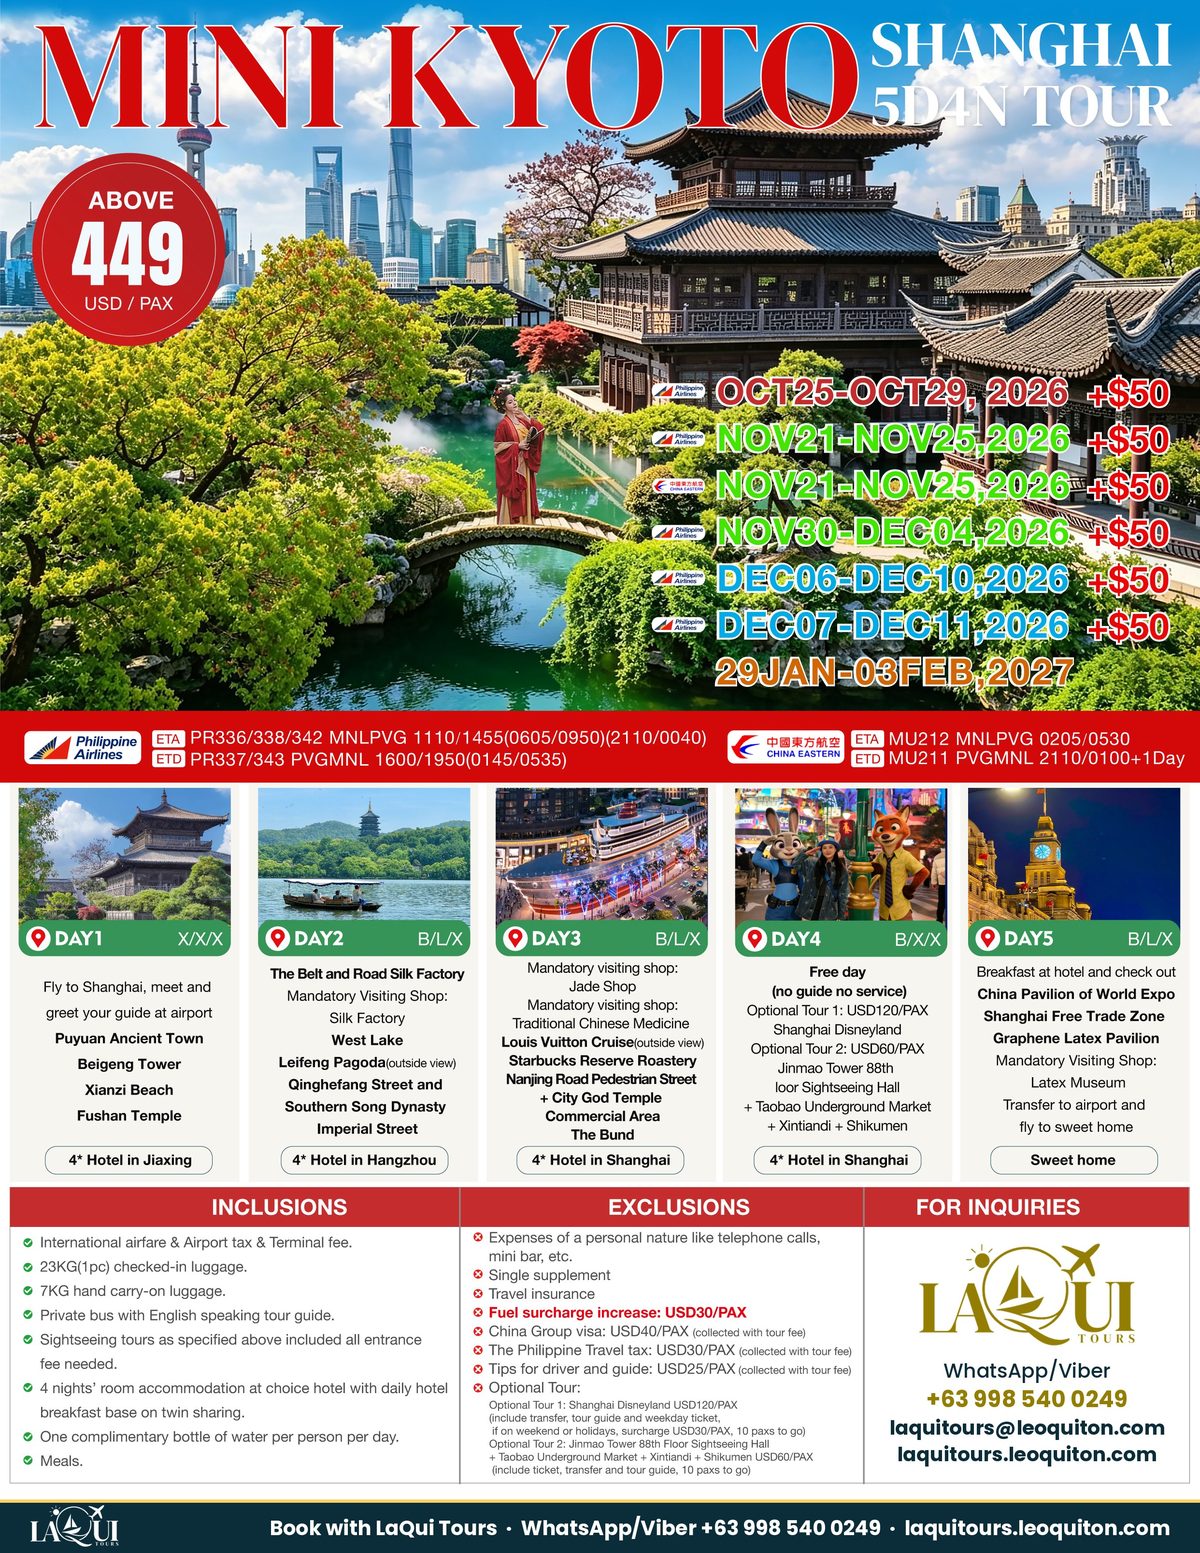 MINI KYOTO
SHANGHAI
5D4N TOUR
ABOVE
449
USD / PAX
Philippine Airlines OCT25-OCT29, 2026 +$50
Philippine Airlines NOV21-NOV25,2026 +$50
中國東方航空 CHINA EASTERN NOV21-NOV25,2026 +$50
Philippine Airlines NOV30-DEC04,2026 +$50
Philippine Airlines DEC06-DEC10,2026 +$50
Philippine Airlines DEC07-DEC11,2026 +$50
29JAN-03FEB,2027
Philippine
Airlines
ETA PR336/338/342 MNLPVG 1110/1455(0605/0950)(2110/0040)
ETD PR337/343 PVGMNL 1600/1950(0145/0535)
中國東方航空
CHINA EASTERN
ETA MU212 MNLPVG 0205/0530
ETD MU211 PVGMNL 2110/0100+1Day
DAY1 X/X/X
Fly to Shanghai, meet and
greet your guide at airport
Puyuan Ancient Town
Beigeng Tower
Xianzi Beach
Fushan Temple
4* Hotel in Jiaxing
DAY2 B/L/X
The Belt and Road Silk Factory
Mandatory Visiting Shop:
Silk Factory
West Lake
Leifeng Pagoda(outside view)
Qinghefang Street and
Southern Song Dynasty
Imperial Street
4* Hotel in Hangzhou
DAY3 B/L/X
Mandatory visiting shop:
Jade Shop
Mandatory visiting shop:
Traditional Chinese Medicine
Louis Vuitton Cruise(outside view)
Starbucks Reserve Roastery
Nanjing Road Pedestrian Street
+ City God Temple
Commercial Area
The Bund
4* Hotel in Shanghai
DAY4 B/X/X
Free day
(no guide no service)
Optional Tour 1: USD120/PAX
Shanghai Disneyland
Optional Tour 2: USD60/PAX
Jinmao Tower 88th
loor Sightseeing Hall
+ Taobao Underground Market
+ Xintiandi + Shikumen
4* Hotel in Shanghai
DAY5 B/L/X
Breakfast at hotel and check out
China Pavilion of World Expo
Shanghai Free Trade Zone
Graphene Latex Pavilion
Mandatory Visiting Shop:
Latex Museum
Transfer to airport and
fly to sweet home
Sweet home
INCLUSIONS
International airfare & Airport tax & Terminal fee.
23KG(1pc) checked-in luggage.
7KG hand carry-on luggage.
Private bus with English speaking tour guide.
Sightseeing tours as specified above included all entrance
fee needed.
4 nights' room accommodation at choice hotel with daily hotel
breakfast base on twin sharing.
One complimentary bottle of water per person per day.
Meals.
EXCLUSIONS
Expenses of a personal nature like telephone calls,
mini bar, etc.
Single supplement
Travel insurance
Fuel surcharge increase: USD30/PAX
China Group visa: USD40/PAX (collected with tour fee)
The Philippine Travel tax: USD30/PAX (collected with tour fee)
Tips for driver and guide: USD25/PAX (collected with tour fee)
Optional Tour:
Optional Tour 1: Shanghai Disneyland USD120/PAX
(include transfer, tour guide and weekday ticket,
if on weekend or holidays, surcharge USD30/PAX, 10 paxs to go)
Optional Tour 2: Jinmao Tower 88th Floor Sightseeing Hall
+ Taobao Underground Market + Xintiandi + Shikumen USD60/PAX
(include ticket, transfer and tour guide, 10 paxs to go)
FOR INQUIRIES
LAQUI
TOURS
WhatsApp/Viber
+63 998 540 0249
laquitours@leoquiton.com
laquitours.leoquiton.com
LAQUI
TOURS
Book with LaQui Tours · WhatsApp/Viber +63 998 540 0249 · laquitours.leoquiton.com